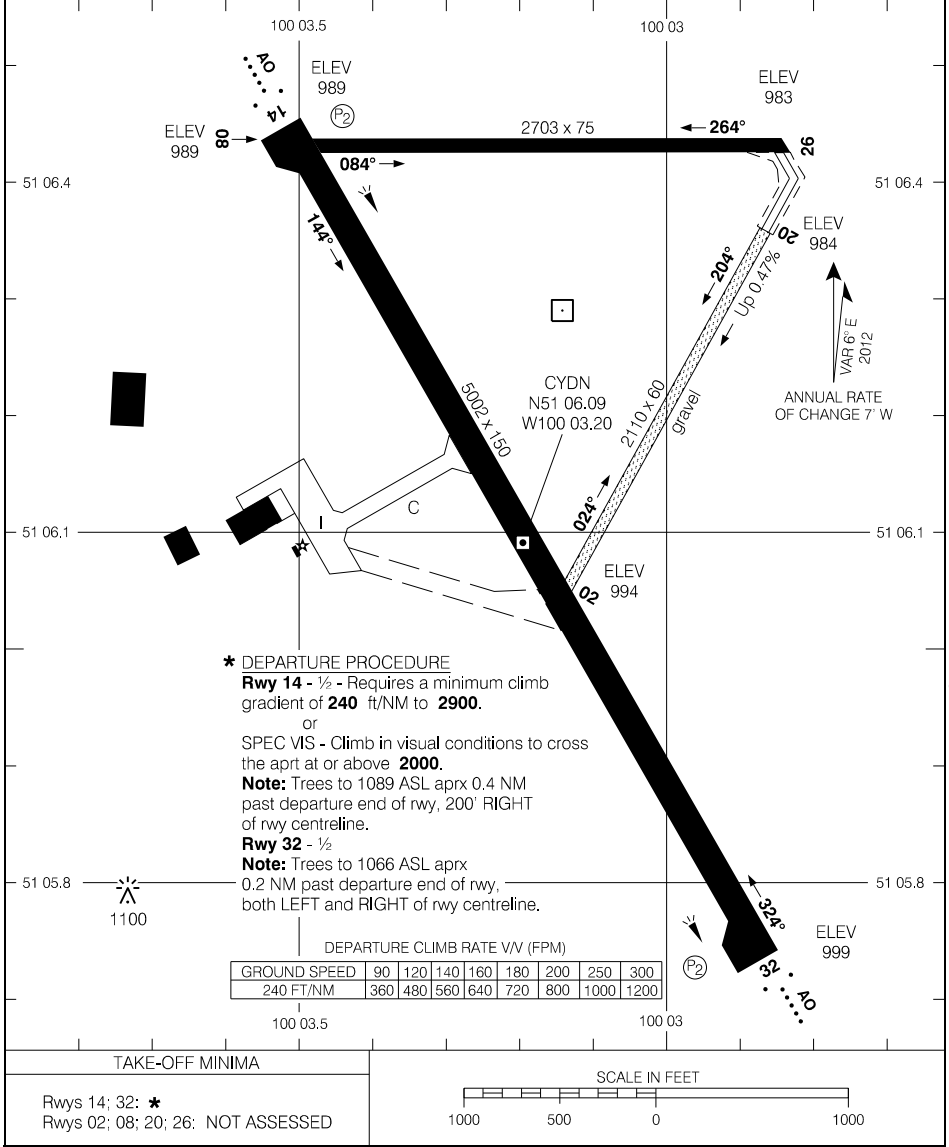 100 03.5
100 03
AO
14
ELEV
989
P2
ELEV
989
08
2703 x 75
264°
084°
ELEV
983
26
51 06.4
51 06.4
144°
20
ELEV
984
204°
Up 0.47%
VAR 6° E
2012
ANNUAL RATE
OF CHANGE 7' W
CYDN
N51 06.09
W100 03.20
5002 x 150
2110 x 60
gravel
024°
C
I
51 06.1
51 06.1
02
ELEV
994
* DEPARTURE PROCEDURE
Rwy 14 - ½ - Requires a minimum climb
gradient of 240 ft/NM to 2900.
or
SPEC VIS - Climb in visual conditions to cross
the aprt at or above 2000.
Note: Trees to 1089 ASL aprx 0.4 NM
past departure end of rwy, 200' RIGHT
of rwy centreline.
Rwy 32 - ½
Note: Trees to 1066 ASL aprx
0.2 NM past departure end of rwy,
both LEFT and RIGHT of rwy centreline.
51 05.8
51 05.8
1100
324°
ELEV
999
P2
32
AO
DEPARTURE CLIMB RATE V/V (FPM)
GROUND SPEED 90 120 140 160 180 200 250 300
240 FT/NM 360 480 560 640 720 800 1000 1200
100 03.5
100 03
TAKE-OFF MINIMA
Rwys 14; 32: *
Rwys 02; 08; 20; 26: NOT ASSESSED
SCALE IN FEET
1000 500 0 1000